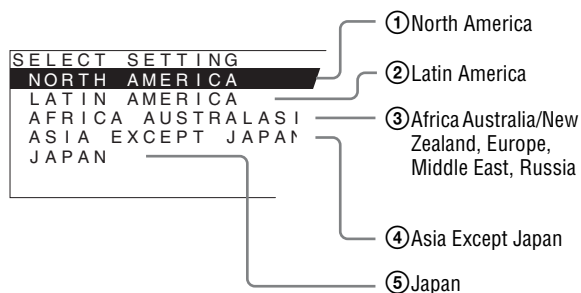 SELECT SETTING
NORTH AMERICA
LATIN AMERICA
AFRICA AUSTRALASI
ASIA EXCEPT JAPAN
JAPAN
①North America
②Latin America
③Africa Australia/New
Zealand, Europe,
Middle East, Russia
④Asia Except Japan
⑤Japan